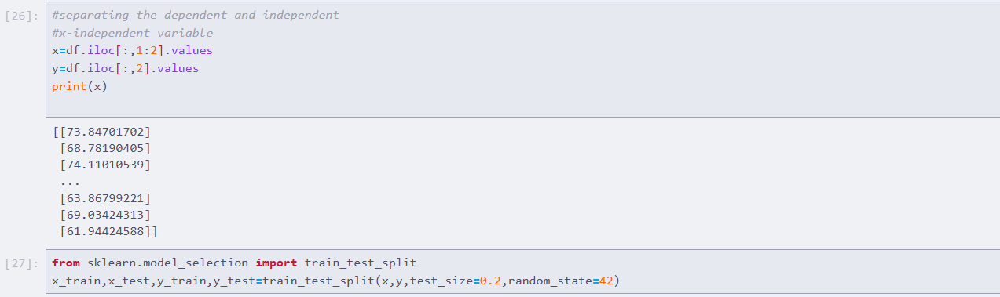 [26]: #separating the dependent and independent
#x-independent variable
x=df.iloc[:,1:2].values
y=df.iloc[:,2].values
print(x)
[[73.84701702]
[68.78190405]
[74.11010539]
...
[63.86799221]
[69.03424313]
[61.94424588]]
[27]: from sklearn.model_selection import train_test_split
x_train,x_test,y_train,y_test=train_test_split(x,y,test_size=0.2,random_state=42)